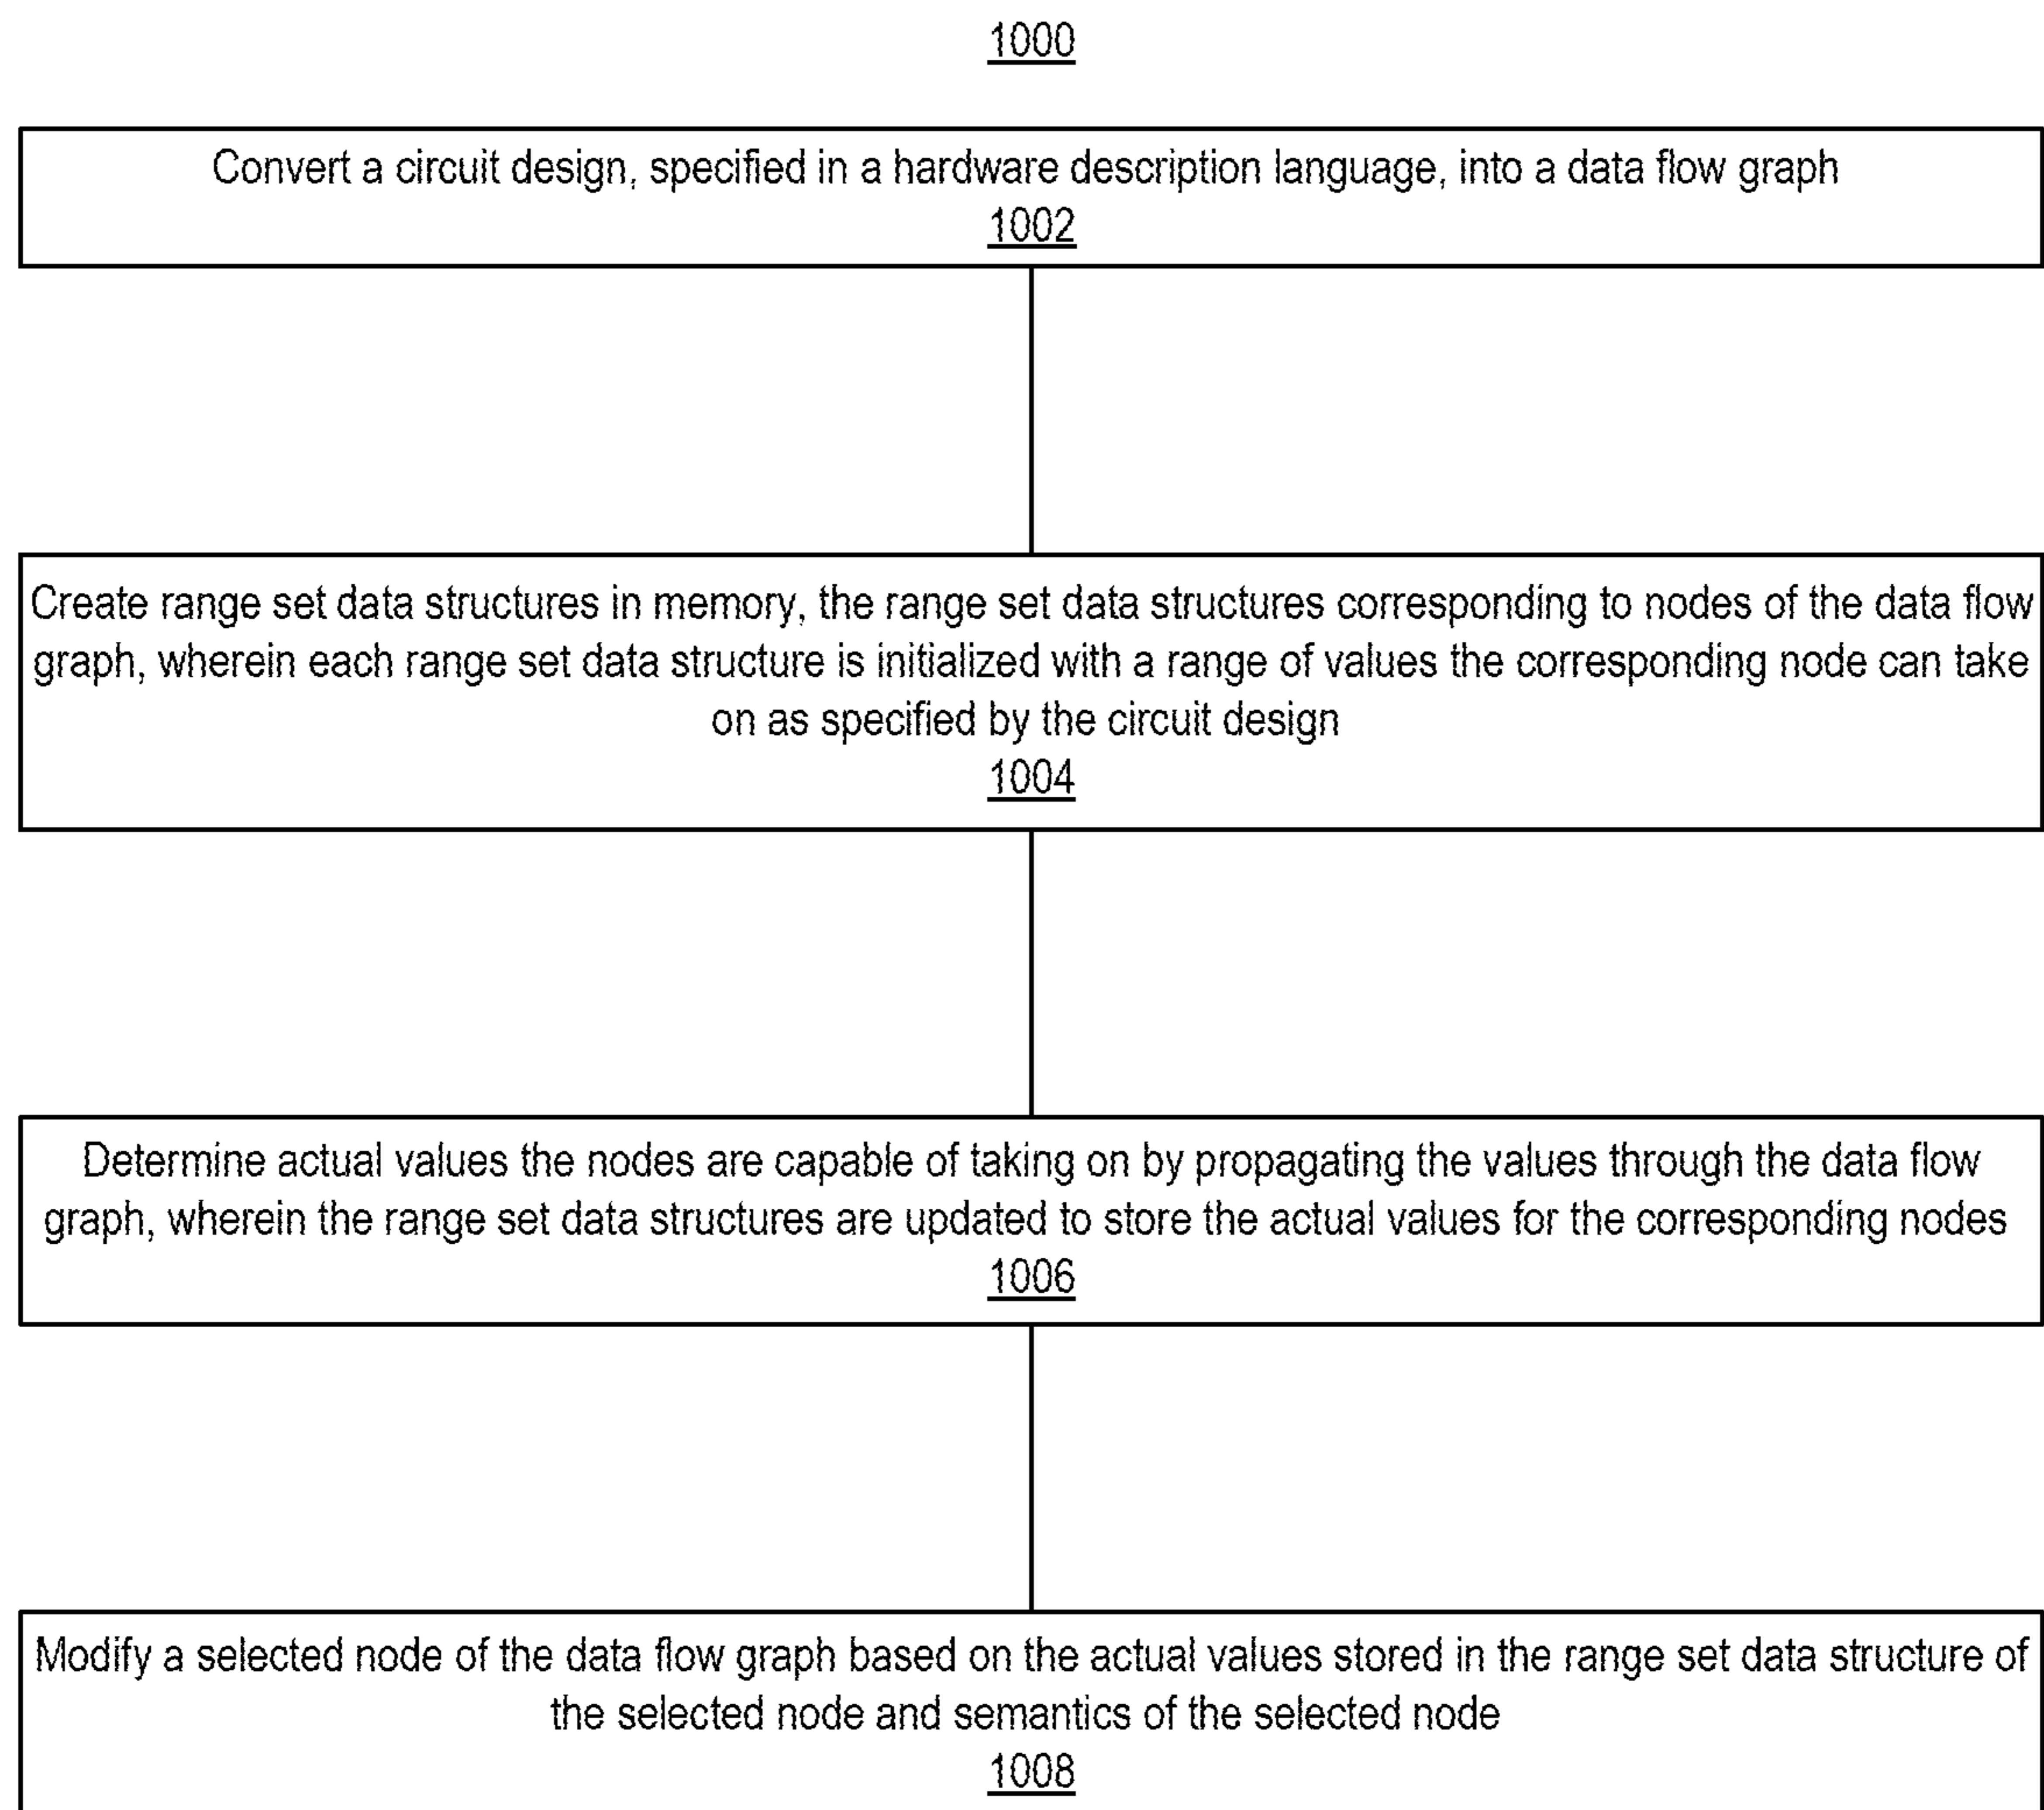 1000
Convert a circuit design, specified in a hardware description language, into a data flow graph
1002
Create range set data structures in memory, the range set data structures corresponding to nodes of the data flow
graph, wherein each range set data structure is initialized with a range of values the corresponding node can take
on as specified by the circuit design
1004
Determine actual values the nodes are capable of taking on by propagating the values through the data flow
graph, wherein the range set data structures are updated to store the actual values for the corresponding nodes
1006
Modify a selected node of the data flow graph based on the actual values stored in the range set data structure of
the selected node and semantics of the selected node
1008